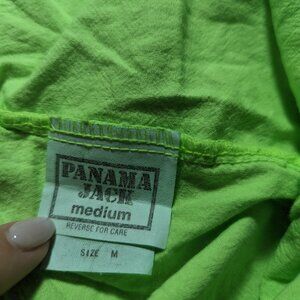 PANAMA
JACK
medium
REVERSE FOR CARE
SIZE M